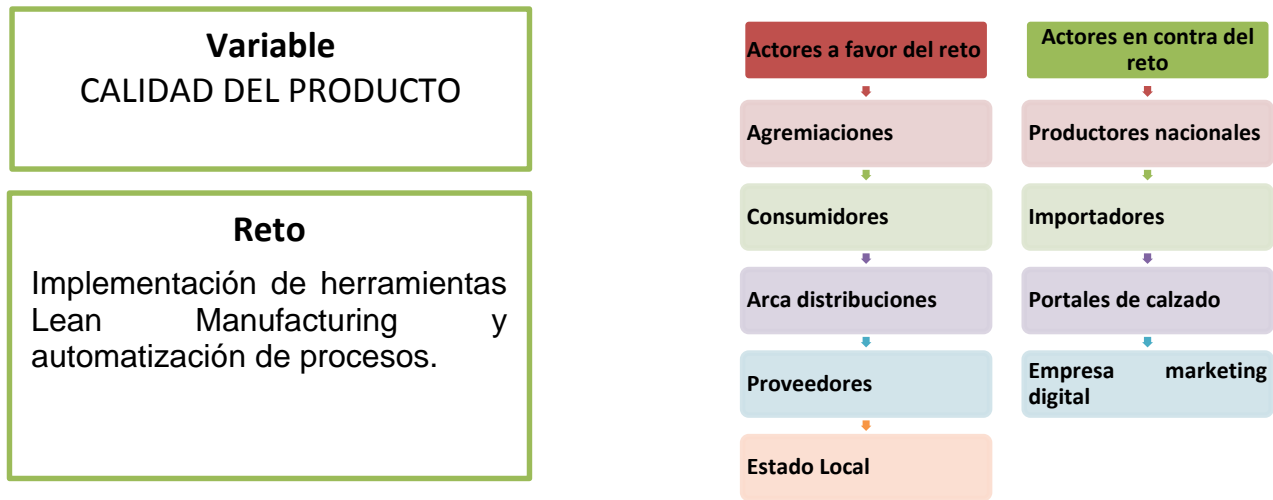 Variable
CALIDAD DEL PRODUCTO
Reto
Implementación de herramientas
Lean Manufacturing y
automatización de procesos.
Actores a favor del reto
Agremiaciones
Consumidores
Arca distribuciones
Proveedores
Estado Local
Actores en contra del
reto
Productores nacionales
Importadores
Portales de calzado
Empresa marketing
digital